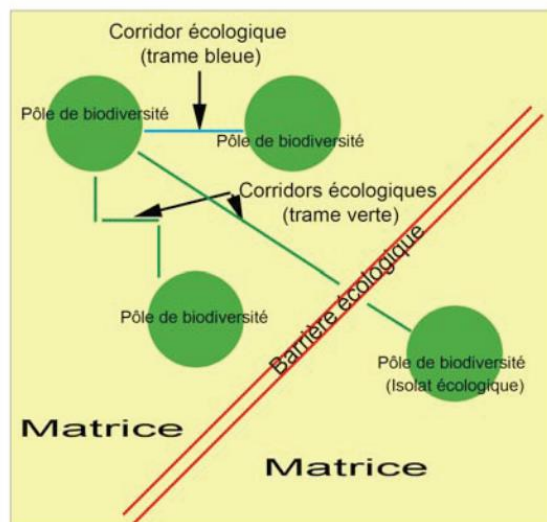 Corridor écologique
(trame bleue)
Pôle de biodiversité
Pôle de biodiversité
Corridors écologiques
(trame verte)
Barrière écologique
Pôle de biodiversité
Pôle de biodiversité
(Isolat écologique)
Matrice
Matrice